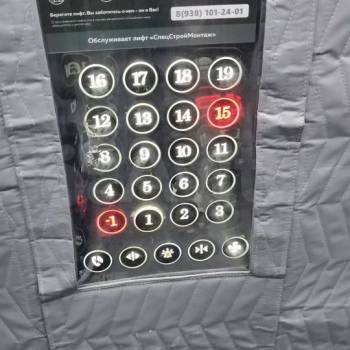 Берегите лифт. Вы заботитесь о нем - он о Вас!
8(938) 101-24-01
Обслуживает лифт «СпецСтройМонтаж»
16 17 18 19
12 13 14 15
8 9 10 11
4 5 6 7
-1 1 2 3